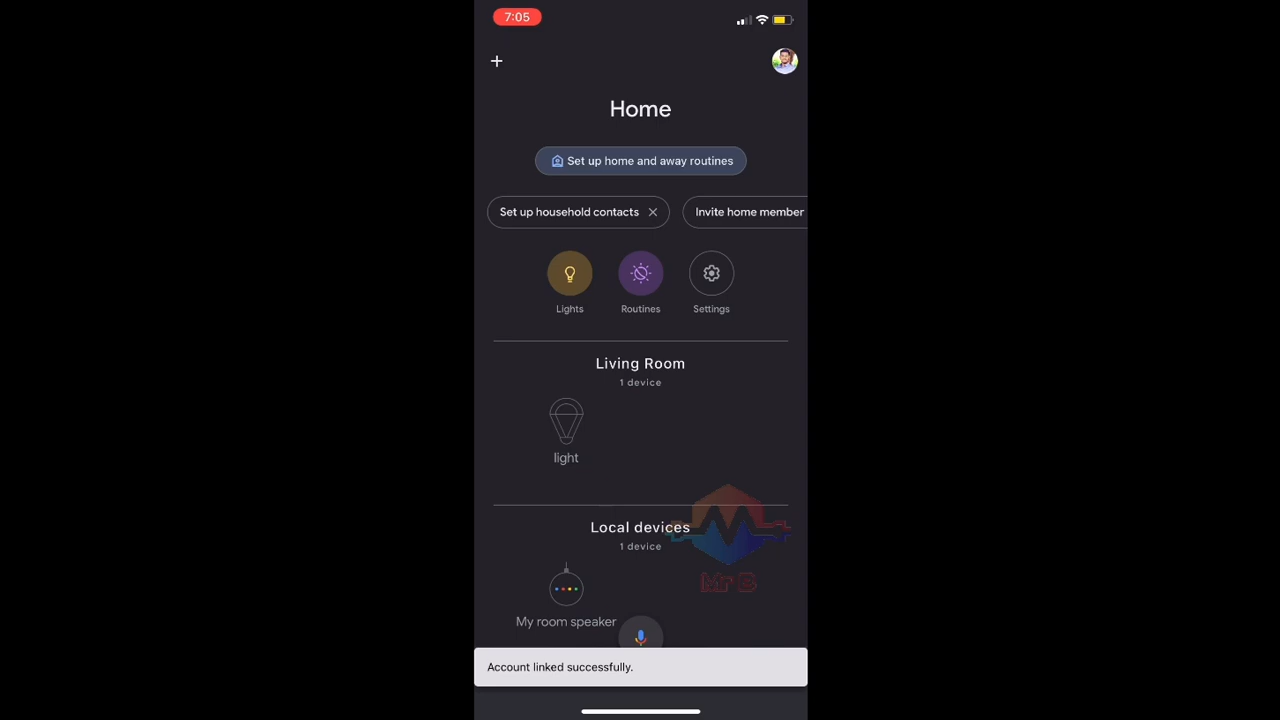 7:05
Home
Set up home and away routines
Set up household contacts
Invite home member
Lights
Routines
Settings
Living Room
1 device
light
Local devices
1 device
My room speaker
Mr C
Account linked successfully.